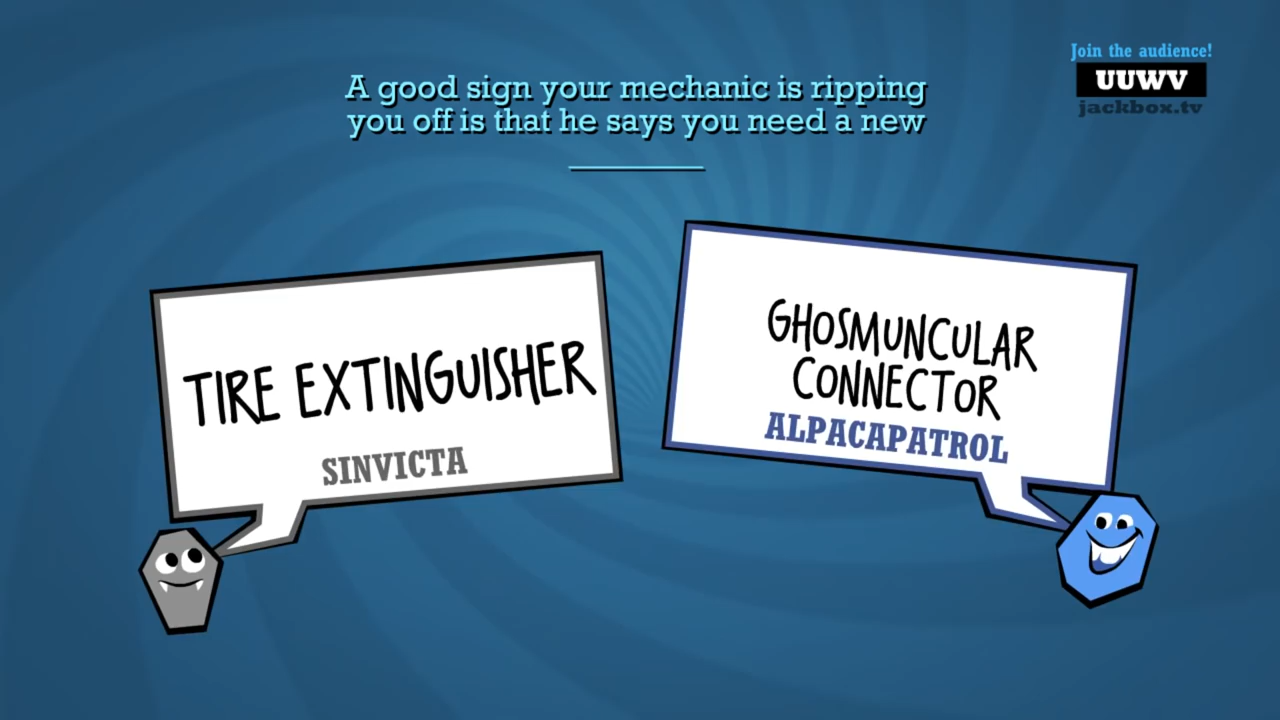 Join the audience!
UUWV
jackbox.tv
A good sign your mechanic is ripping
you off is that he says you need a new
TIRE EXTINGUISHER
SINVICTA
GHOSMUNCULAR
CONNECTOR
ALPACAPATROL